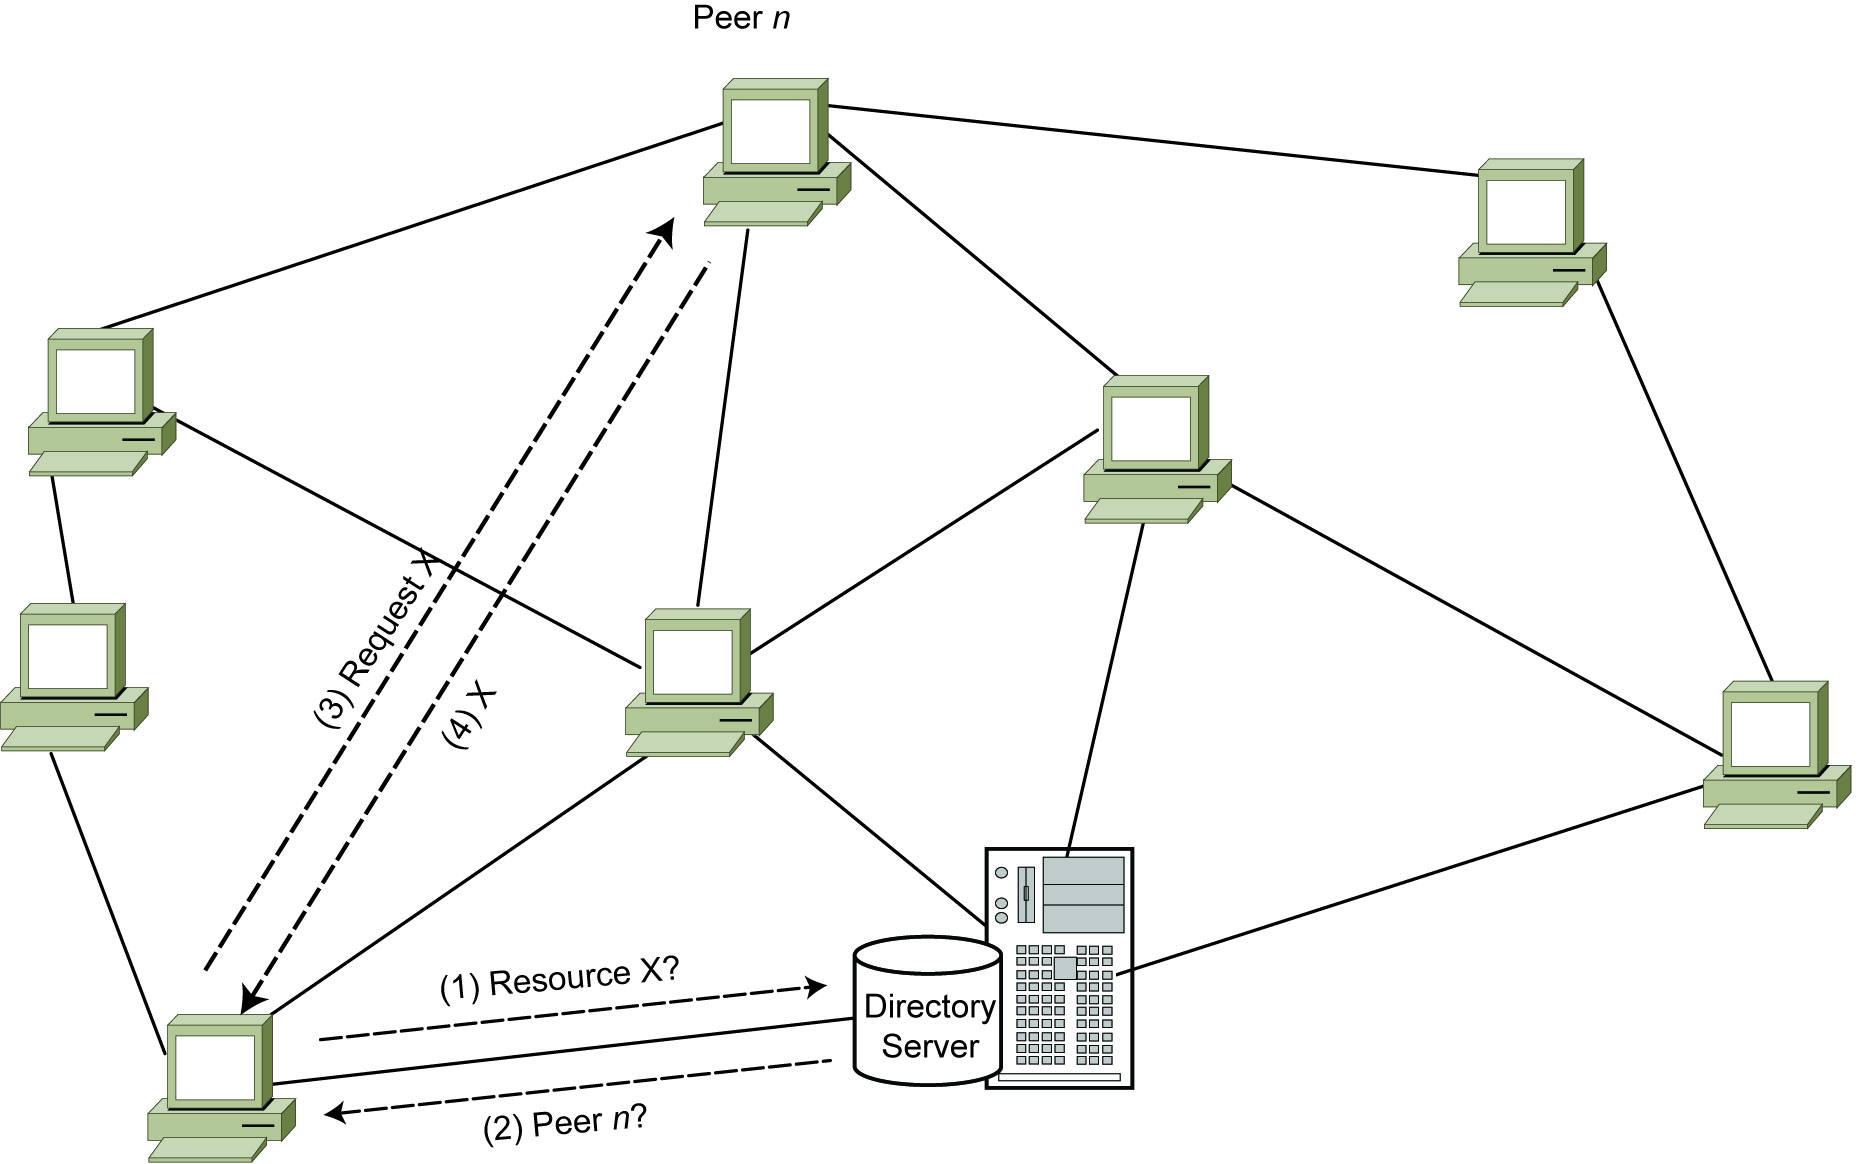 Peer n
(3) Request X
(4) X
(1) Resource X?
Directory
Server
(2) Peer n?